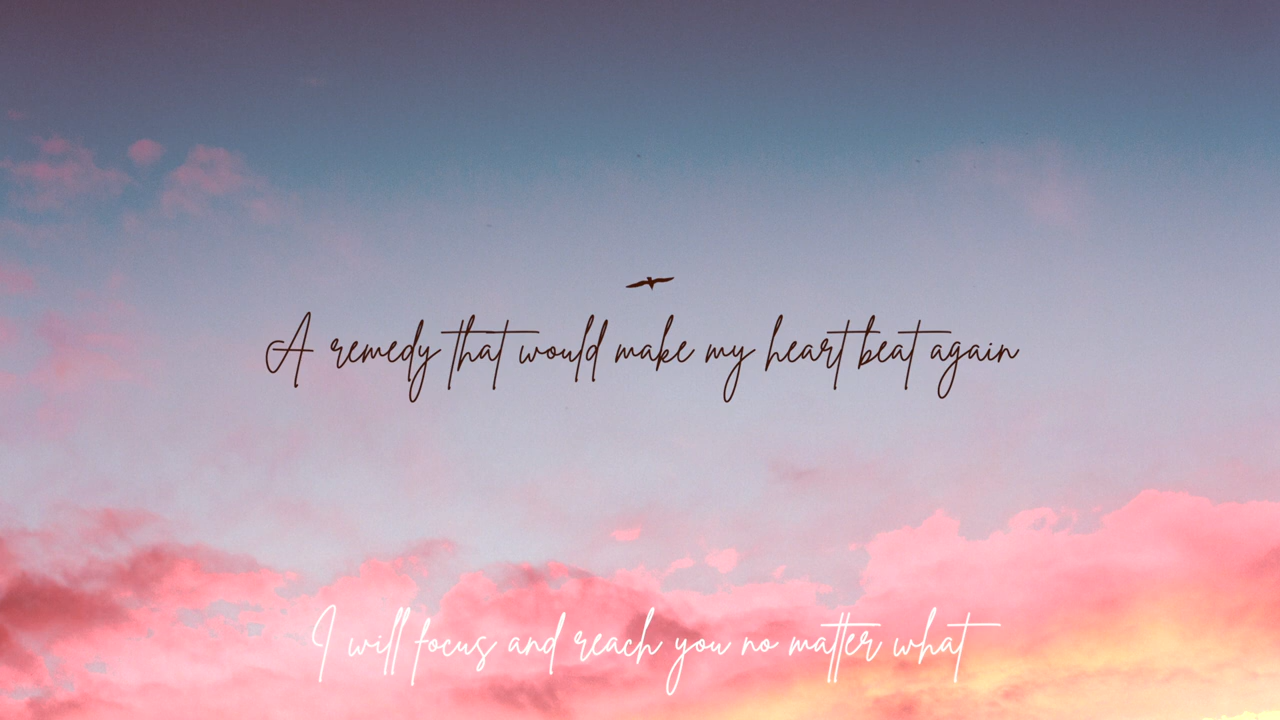 A remedy that would make my heart beat again
I will focus and reach you no matter what